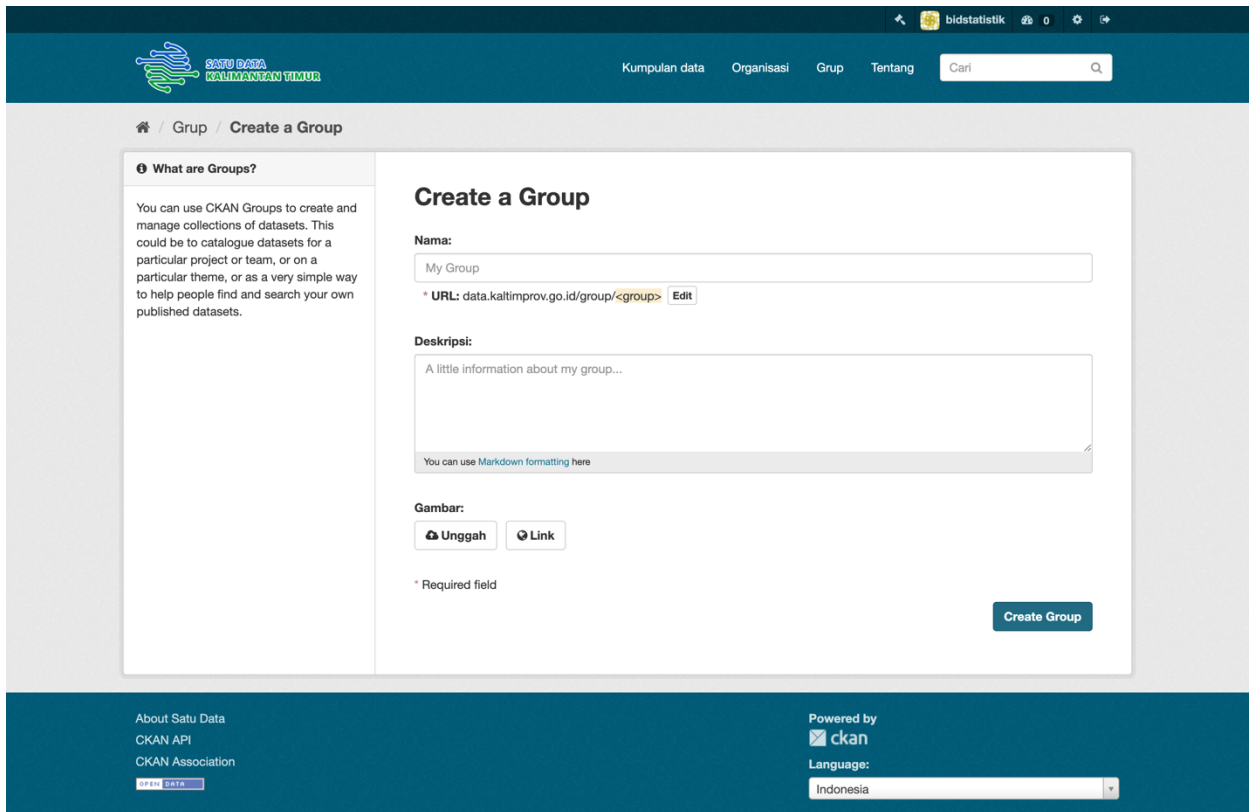 bidstatistik 0
SATU DATA
KALIMANTAN TIMUR
Kumpulan data Organisasi Grup Tentang Cari
/ Grup / Create a Group
What are Groups?
You can use CKAN Groups to create and
manage collections of datasets. This
could be to catalogue datasets for a
particular project or team, or on a
particular theme, or as a very simple way
to help people find and search your own
published datasets.
Create a Group
Nama:
My Group
* URL: data.kaltimprov.go.id/group/<group> Edit
Deskripsi:
A little information about my group...
You can use Markdown formatting here
Gambar:
Unggah Link
* Required field
Create Group
About Satu Data
CKAN API
CKAN Association
OPEN DATA
Powered by
ckan
Language:
Indonesia